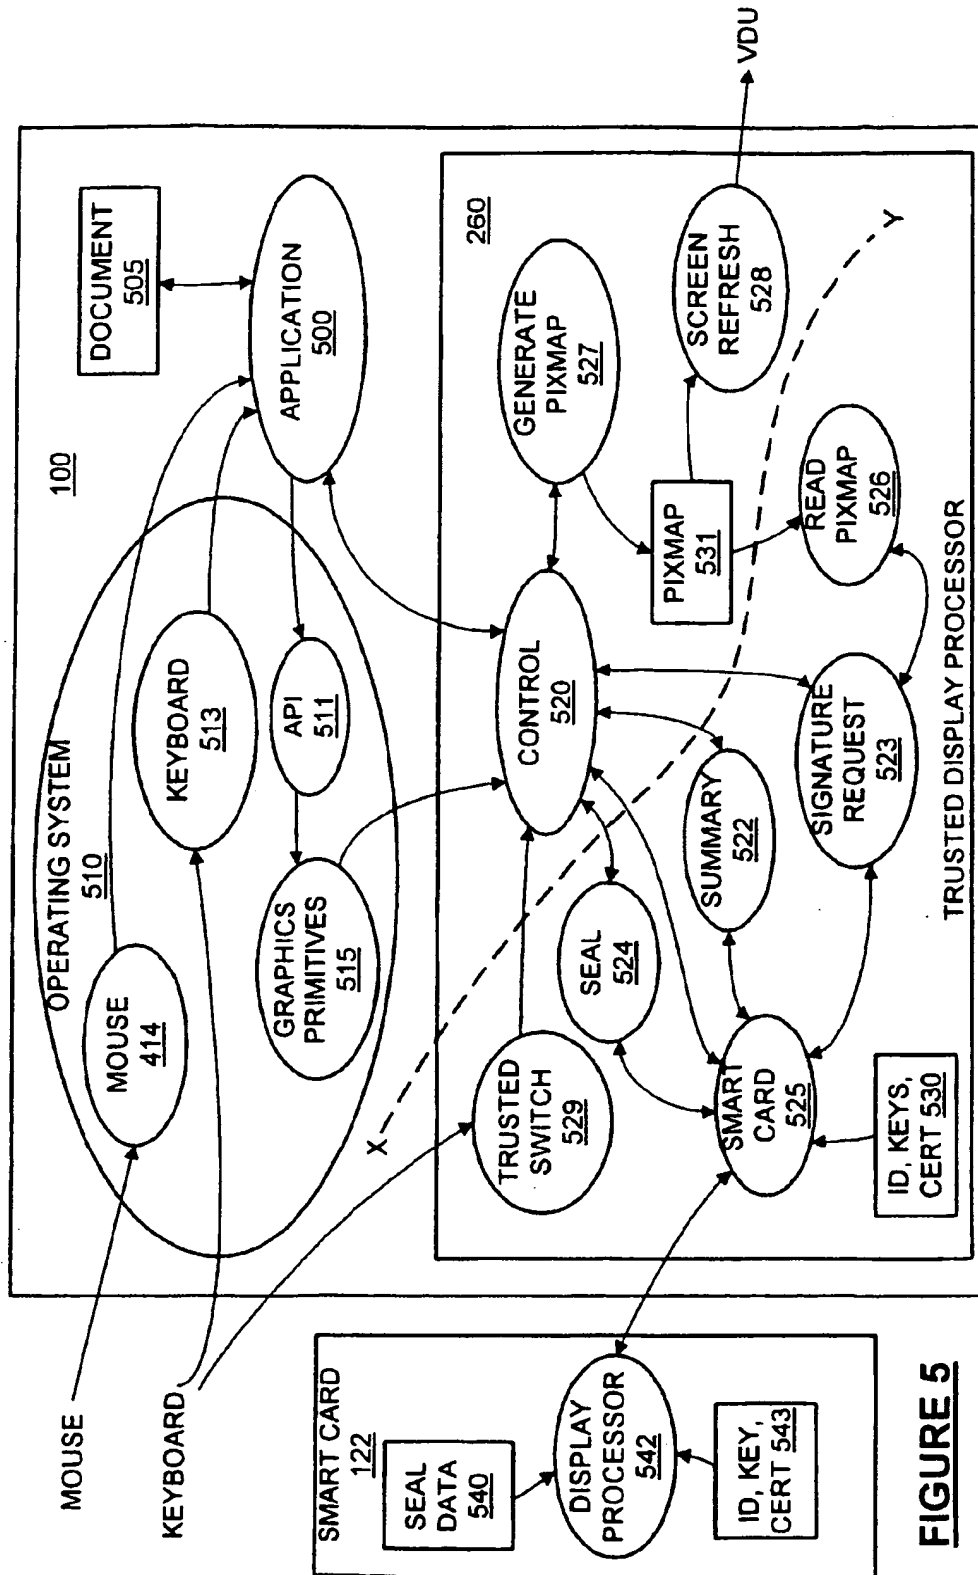 MOUSE
KEYBOARD
OPERATING SYSTEM
510
MOUSE
414
KEYBOARD
513
GRAPHICS
PRIMITIVES
515
API
511
100
DOCUMENT
505
APPLICATION
500
X
TRUSTED
SWITCH
529
SEAL
524
CONTROL
520
GENERATE
PIXMAP
527
260
PIXMAP
531
SCREEN
REFRESH
528
VDU
Y
SMART
CARD
525
SUMMARY
522
SIGNATURE
REQUEST
523
READ
PIXMAP
526
ID, KEYS,
CERT 530
TRUSTED DISPLAY PROCESSOR
SMART CARD
122
SEAL
DATA
540
DISPLAY
PROCESSOR
542
ID, KEY,
CERT 543
FIGURE 5